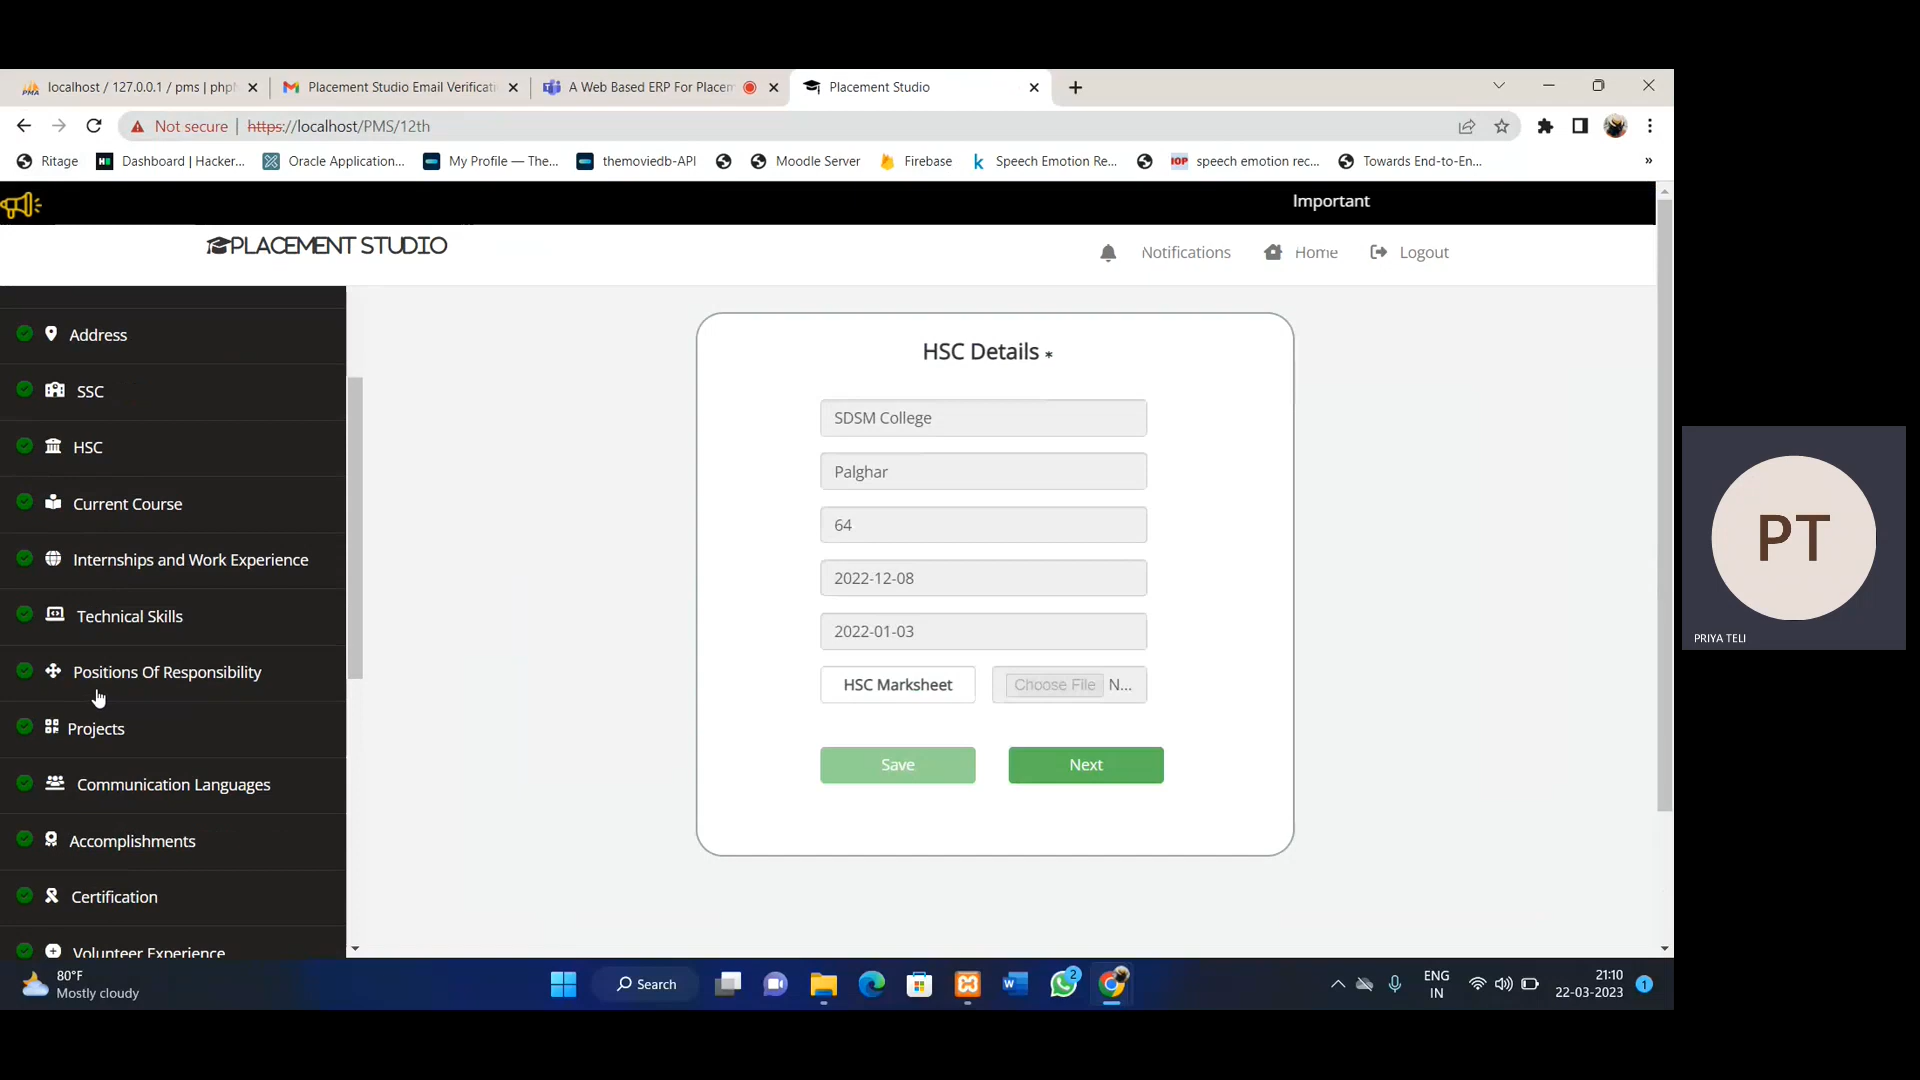 localhost / 127.0.0.1 / pms | php
Placement Studio Email Verificati
A Web Based ERP For Placem
Placement Studio
Not secure | https://localhost/PMS/12th
Ritage
Dashboard | Hacker...
Oracle Application...
My Profile — The...
themoviedb-API
Moodle Server
Firebase
k Speech Emotion Re...
IOP speech emotion rec...
Towards End-to-En...
»
Important
PLACEMENT STUDIO
Notifications
Home
Logout
Address
SSC
HSC
Current Course
Internships and Work Experience
Technical Skills
Positions Of Responsibility
Projects
Communication Languages
Accomplishments
Certification
Volunteer Experience
HSC Details *
SDSM College
Palghar
64
2022-12-08
2022-01-03
HSC Marksheet
Choose File N...
Save
Next
PT
PRIYA TELI
80°F
Mostly cloudy
Search
2
ENG
IN
21:10
22-03-2023
1